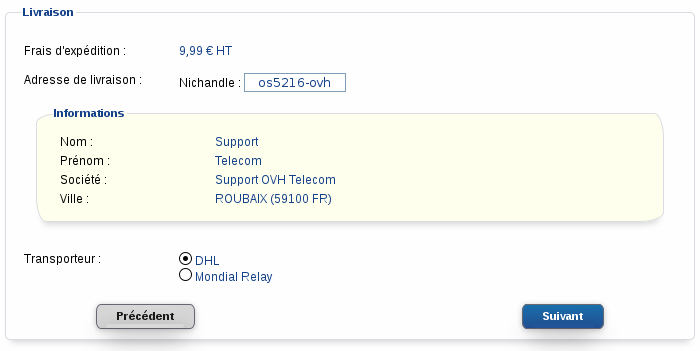 Livraison
Frais d'expédition : 9,99 € HT
Adresse de livraison : Nichandle : os5216-ovh
Informations
Nom : Support
Prénom : Telecom
Société : Support OVH Telecom
Ville : ROUBAIX (59100 FR)
Transporteur : DHL
Mondial Relay
Précédent Suivant